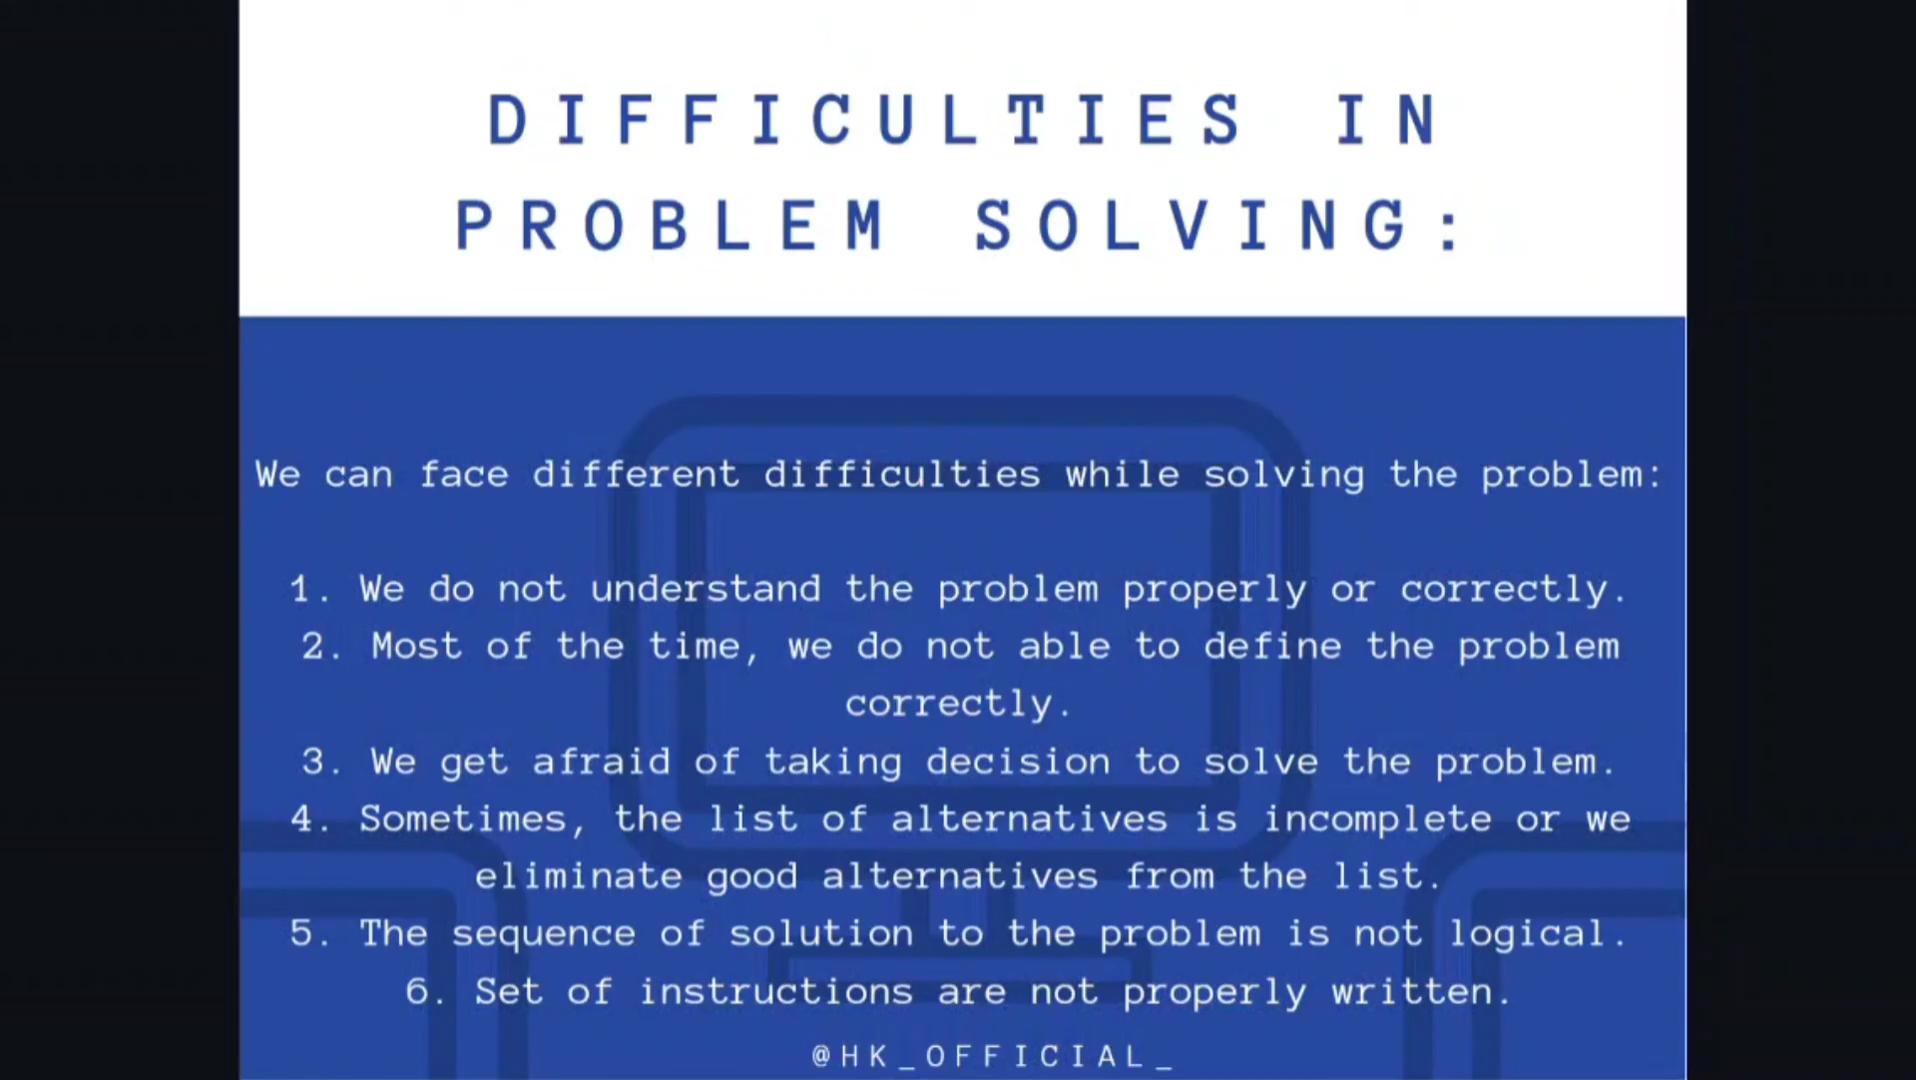 DIFFICULTIES IN
PROBLEM SOLVING:
We can face different difficulties while solving the problem:
1. We do not understand the problem properly or correctly.
2. Most of the time, we do not able to define the problem
correctly.
3. We get afraid of taking decision to solve the problem.
4. Sometimes, the list of alternatives is incomplete or we
eliminate good alternatives from the list.
5. The sequence of solution to the problem is not logical.
6. Set of instructions are not properly written.
@HK_OFFICIAL_